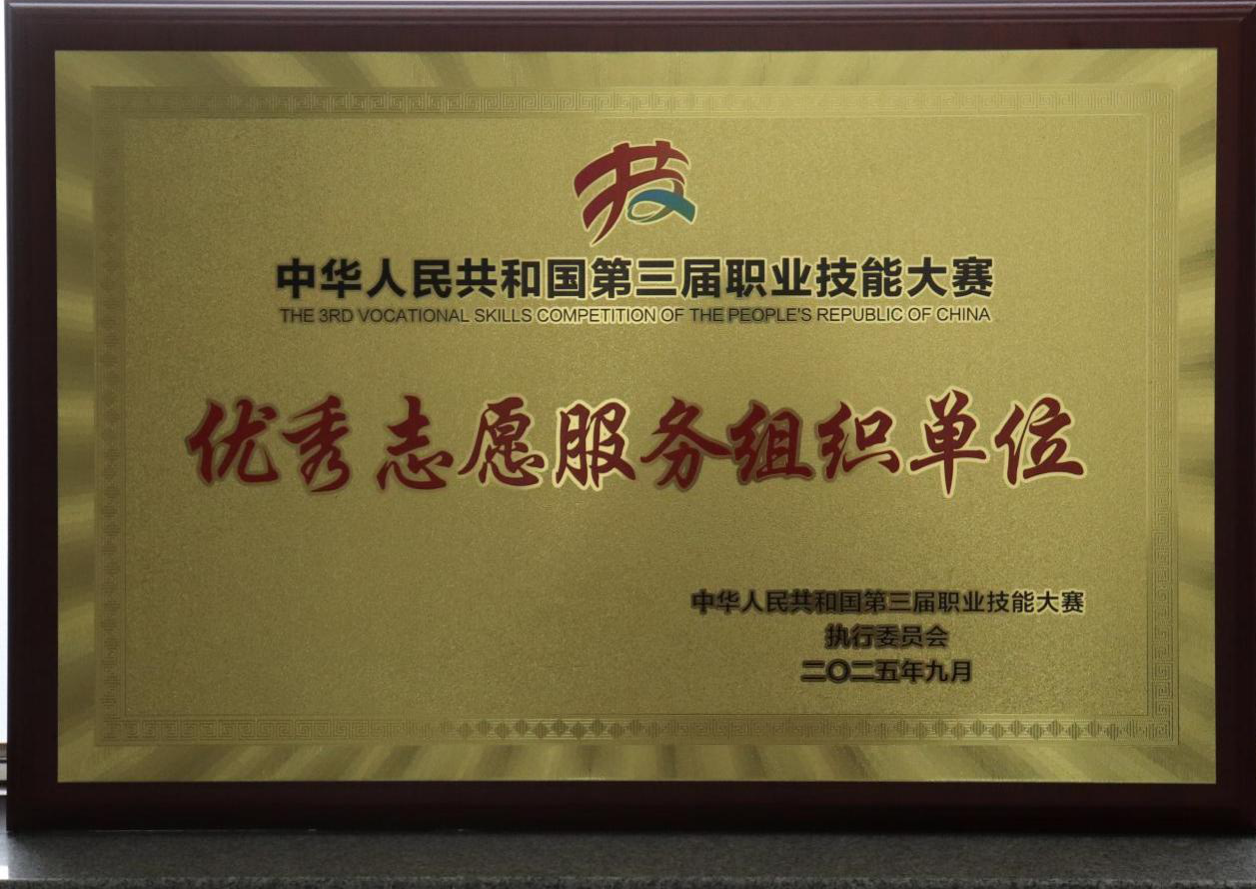 技
中华人民共和国第三届职业技能大赛
THE 3RD VOCATIONAL SKILLS COMPETITION OF THE PEOPLE'S REPUBLIC OF CHINA
优秀志愿服务组织单位
中华人民共和国第三届职业技能大赛
执行委员会
二〇二五年九月